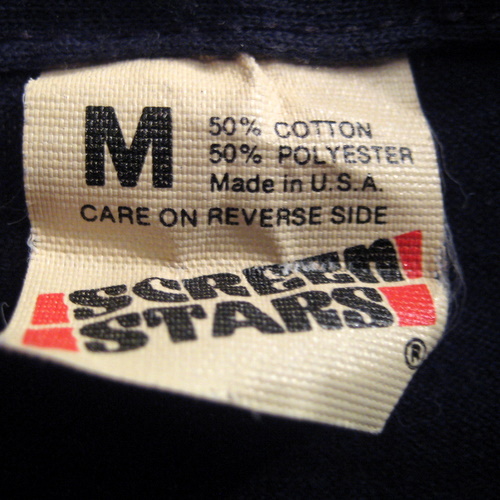 M
50% COTTON
50% POLYESTER
Made in U.S.A.
CARE ON REVERSE SIDE
SCREEN
STARS
®